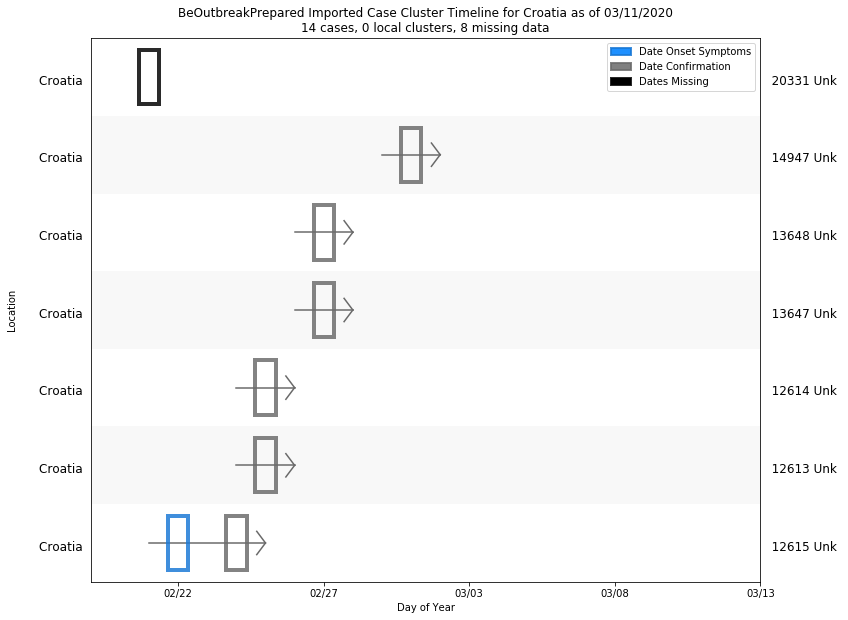 BeOutbreakPrepared Imported Case Cluster Timeline for Croatia as of 03/11/2020
14 cases, 0 local clusters, 8 missing data
Date Onset Symptoms
Date Confirmation
Dates Missing
Croatia 20331 Unk
Croatia 14947 Unk
Croatia 13648 Unk
Croatia 13647 Unk
Croatia 12614 Unk
Croatia 12613 Unk
Croatia 12615 Unk
Location
02/22 02/27 03/03 03/08 03/13
Day of Year